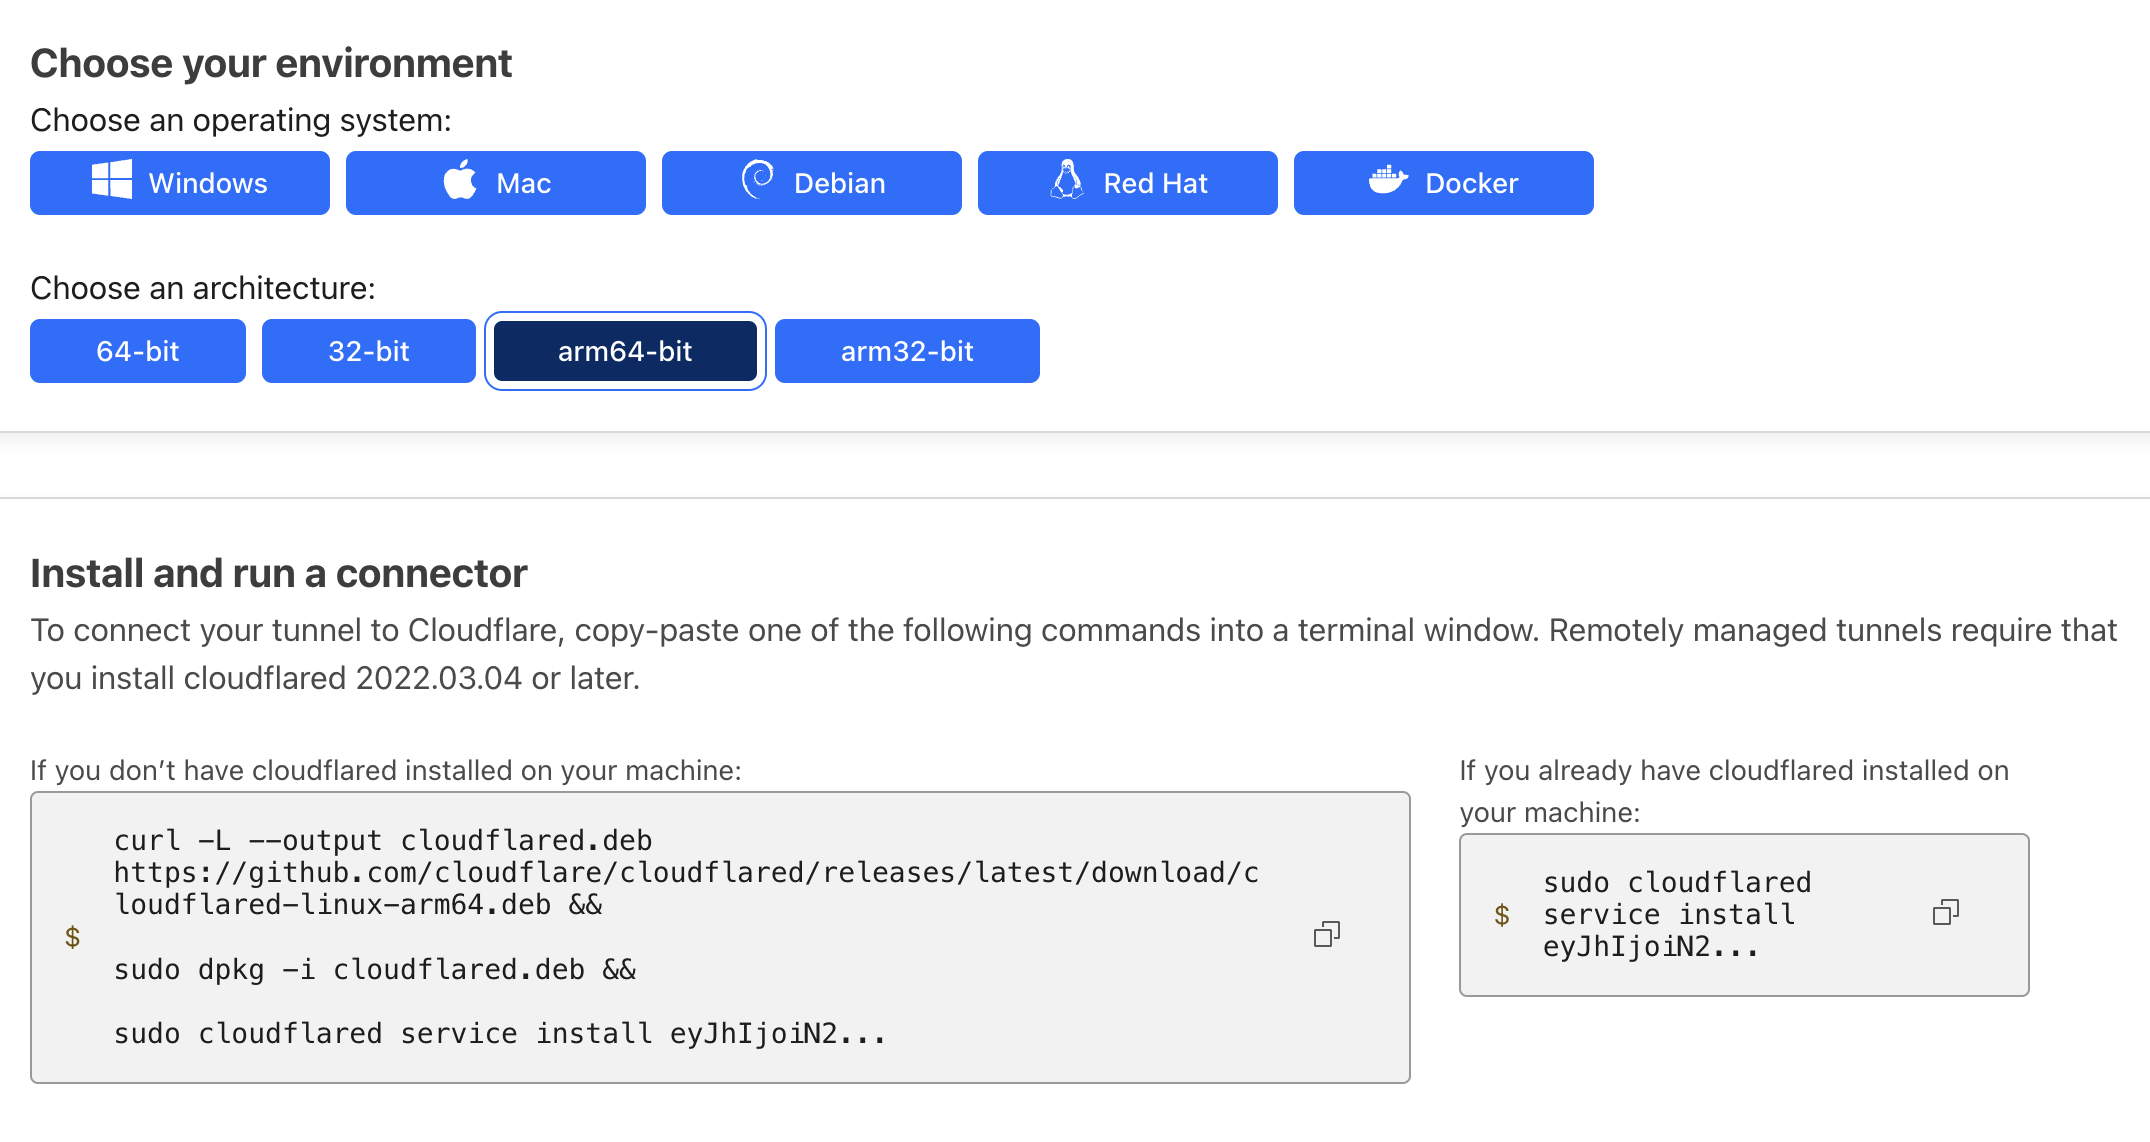 Choose your environment
Choose an operating system:
Windows Mac Debian Red Hat Docker
Choose an architecture:
64-bit 32-bit arm64-bit arm32-bit
Install and run a connector
To connect your tunnel to Cloudflare, copy-paste one of the following commands into a terminal window. Remotely managed tunnels require that
you install cloudflared 2022.03.04 or later.
If you don’t have cloudflared installed on your machine:
$
curl -L --output cloudflared.deb
https://github.com/cloudflare/cloudflared/releases/latest/download/c
loudflared-linux-arm64.deb &&
sudo dpkg -i cloudflared.deb &&
sudo cloudflared service install eyJhIjoiN2...
If you already have cloudflared installed on
your machine:
$
sudo cloudflared
service install
eyJhIjoiN2...